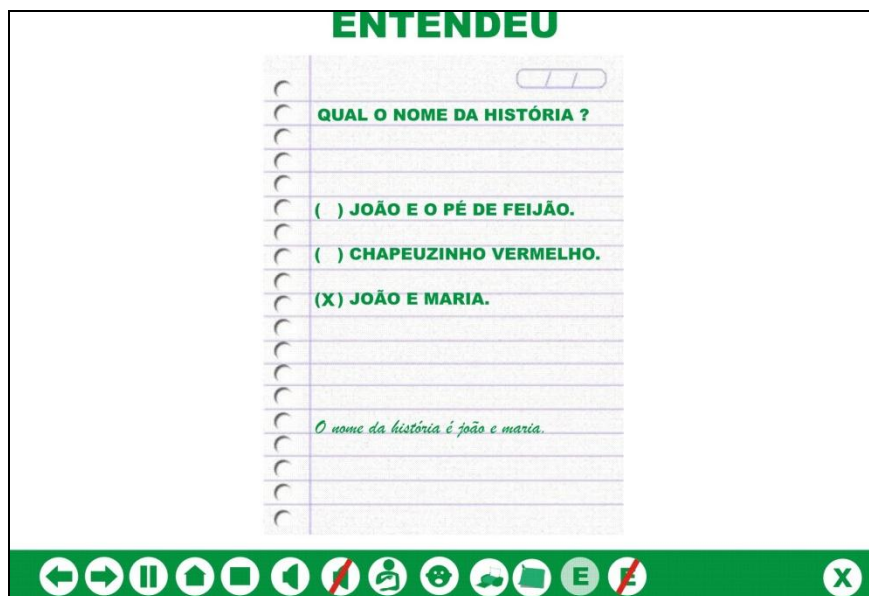 ENTENDEU
/ /
QUAL O NOME DA HISTÓRIA ?
( ) JOÃO E O PÉ DE FEIJÃO.
( ) CHAPEUZINHO VERMELHO.
(X) JOÃO E MARIA.
O nome da história é joão e maria.
E E X